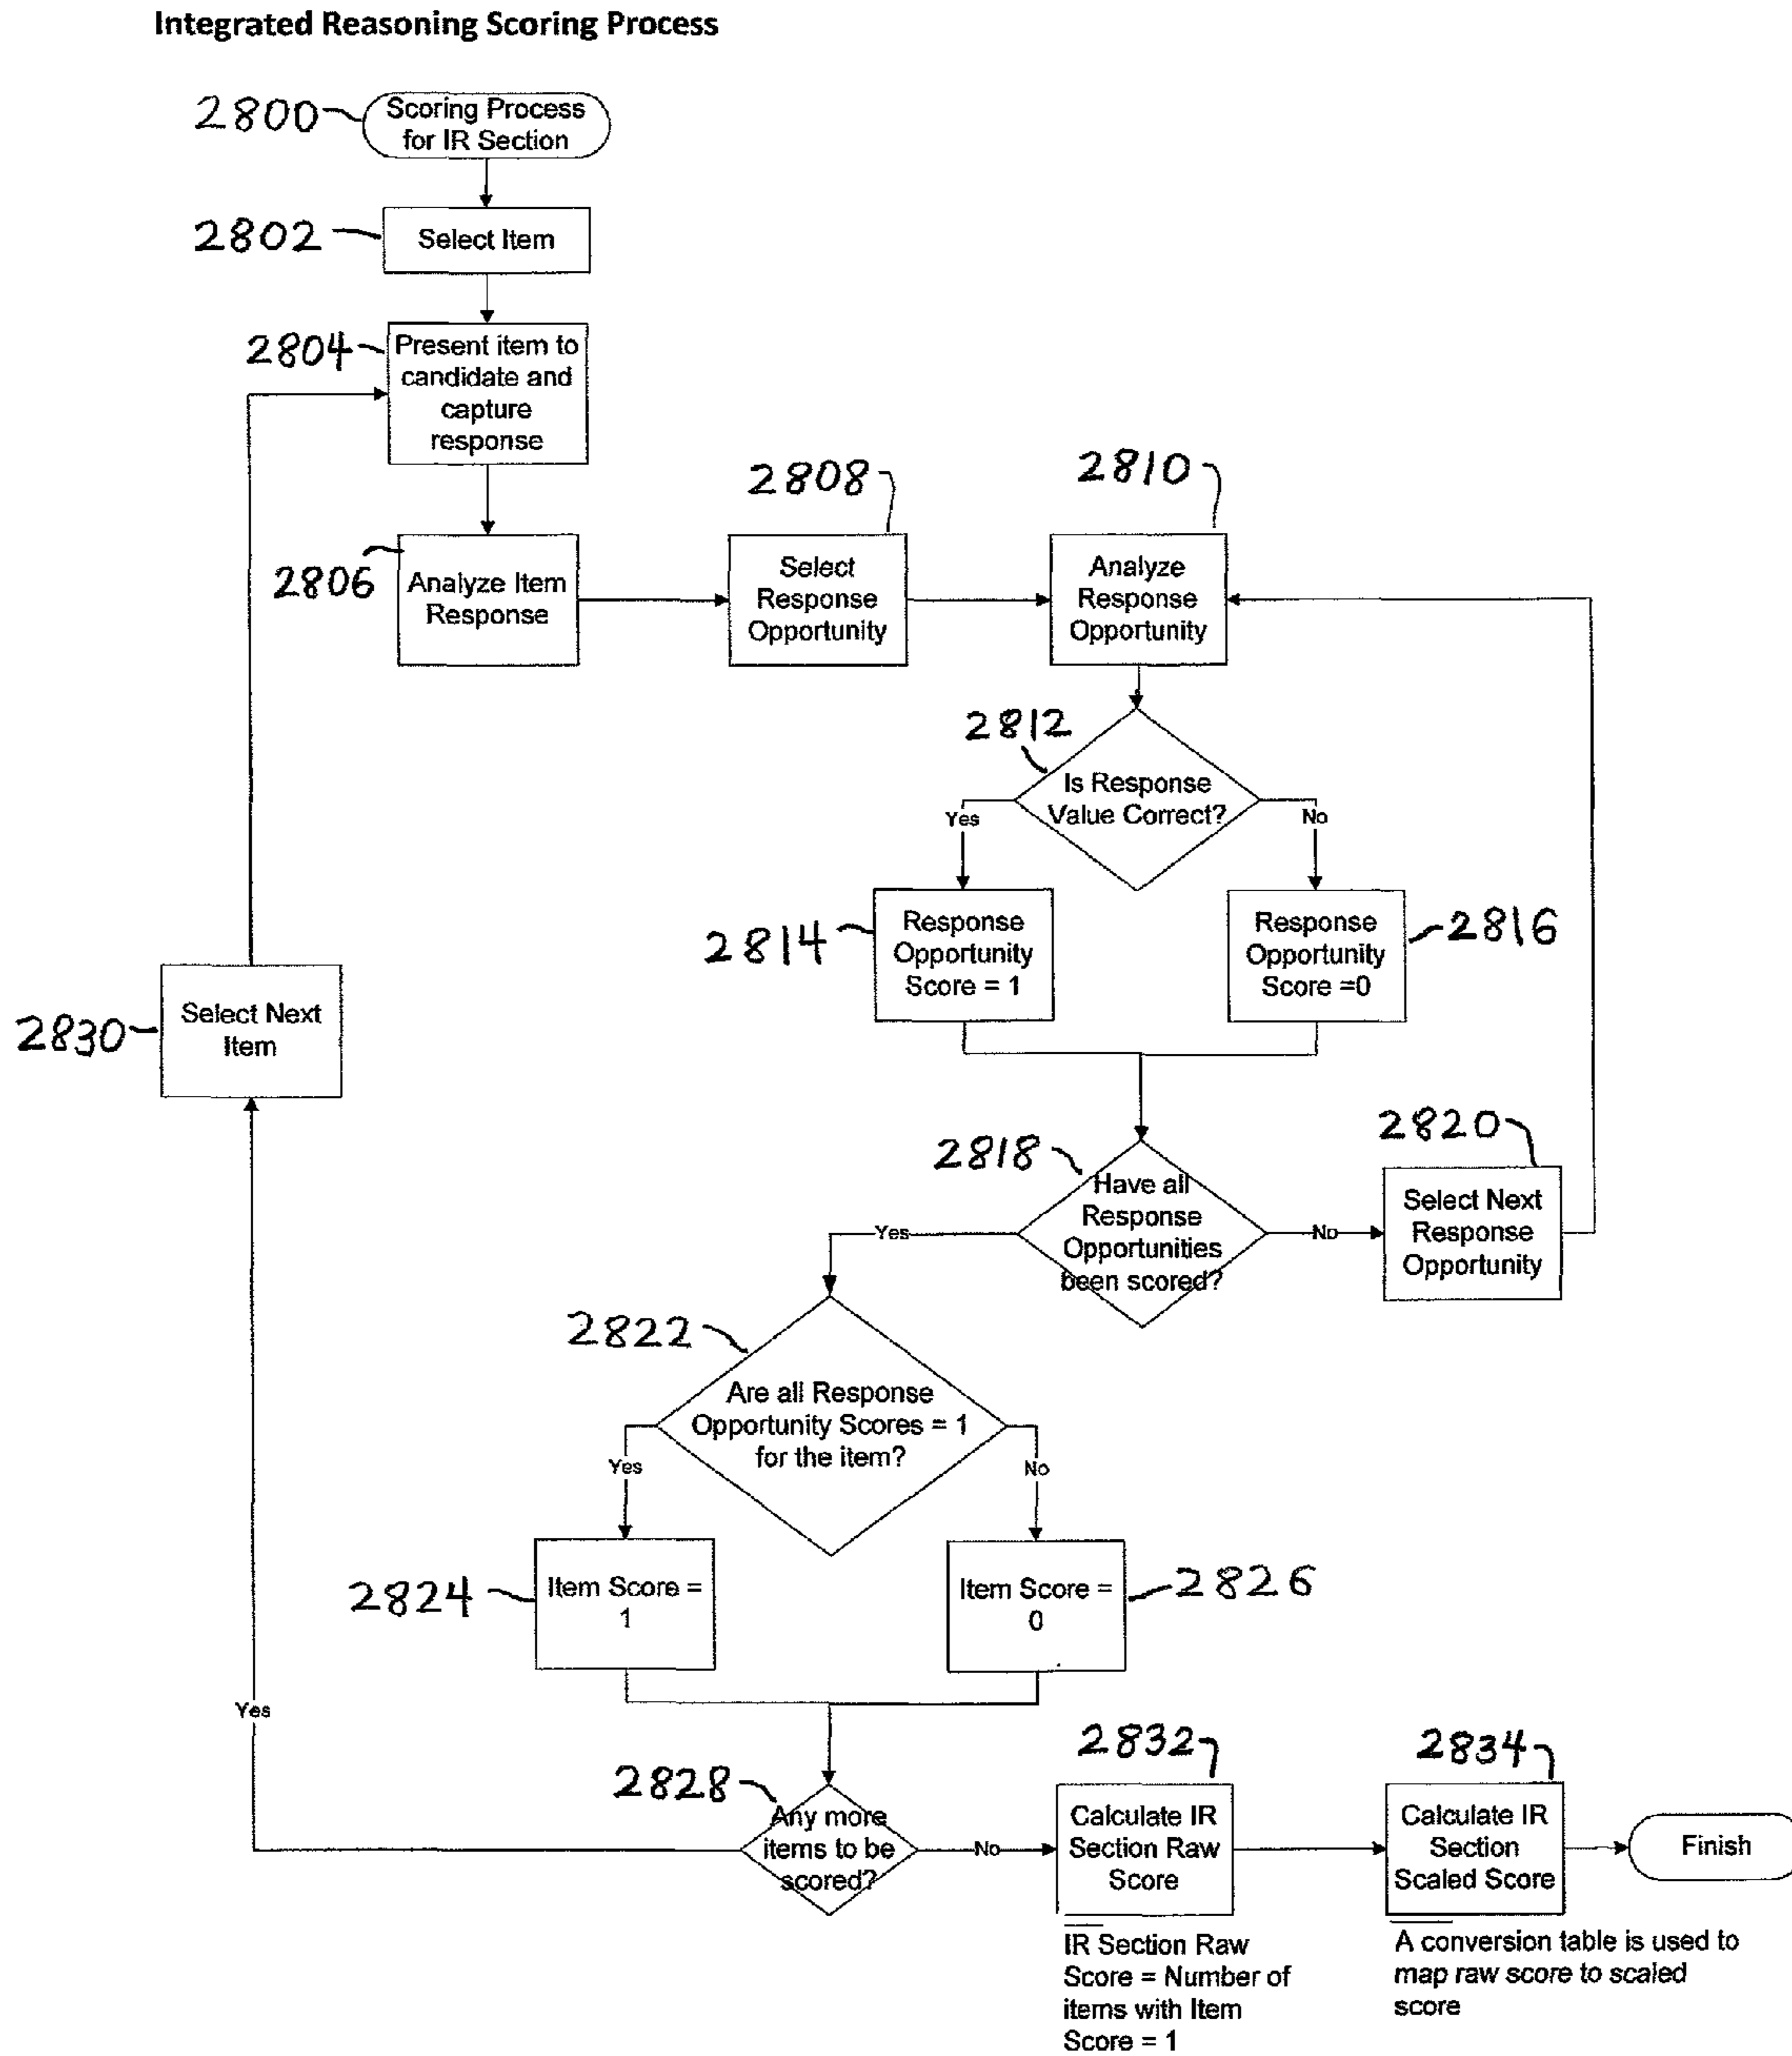 Integrated Reasoning Scoring Process
2800
Scoring Process
for IR Section
2802
Select Item
2804
Present item to
candidate and
capture
response
2806
Analyze Item
Response
2808
Select
Response
Opportunity
2810
Analyze
Response
Opportunity
2812
Is Response
Value Correct?
Yes
No
2814
Response
Opportunity
Score = 1
Response
Opportunity
Score =0
2816
2830
Select Next
Item
2818
Have all
Response
Opportunities
been scored?
Yes
No
2820
Select Next
Response
Opportunity
2822
Are all Response
Opportunity Scores = 1
for the item?
Yes
No
2824
Item Score =
1
Item Score =
0
2826
Yes
2828
Any more
items to be
scored?
No
2832
Calculate IR
Section Raw
Score
2834
Calculate IR
Section
Scaled Score
Finish
IR Section Raw
Score = Number of
items with Item
Score = 1
A conversion table is used to
map raw score to scaled
score